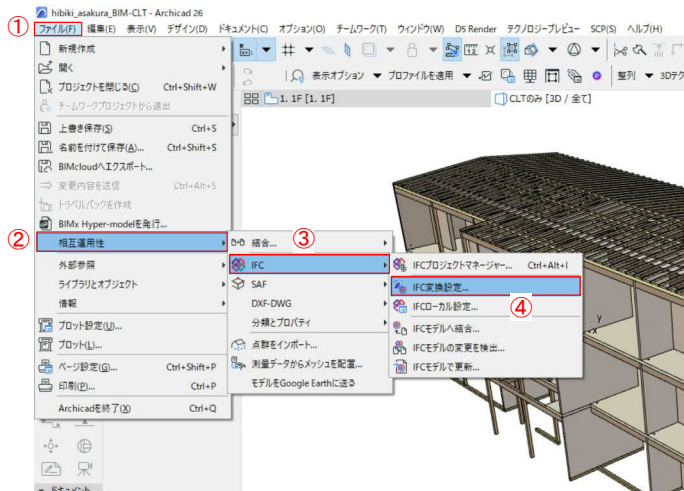 hibiki_asakura_BIM-CLT - Archicad 26
① ファイル(F) 編集(E) 表示(V) デザイン(D) ドキュメント(C) オプション(O) チームワーク(T) ウィンドウ(W) D5 Render テクノロジープレビュー SCP(S) ヘルプ(H)
新規作成
開く
プロジェクトを閉じる(C) Ctrl+Shift+W
チームワークプロジェクトから退出
上書き保存(S) Ctrl+S
名前を付けて保存(A)... Ctrl+Shift+S
BIMcloudへエクスポート...
変更内容を送信 Ctrl+Alt+S
トラベルパックを作成
BIMx Hyper-modelを発行...
② 相互運用性
外部参照
ライブラリとオブジェクト
情報
プロット設定(U)...
プロット(L)...
ページ設定(G)... Ctrl+Shift+P
印刷(P)... Ctrl+P
Archicadを終了(X) Ctrl+Q
表示オプション プロファイルを適用 整列 3Dテク
1. 1F [1. 1F] CLTのみ [3D / 全て]
結合... ③
IFC
SAF
DXF-DWG
分類とプロパティ
点群をインポート...
測量データからメッシュを配置...
モデルをGoogle Earthに送る
IFCプロジェクトマネージャー... Ctrl+Alt+I
IFC変換設定...
IFCローカル設定... ④
IFCモデルへ結合...
IFCモデルの変更を検出...
IFCモデルで更新...
y
x
ドキュメント